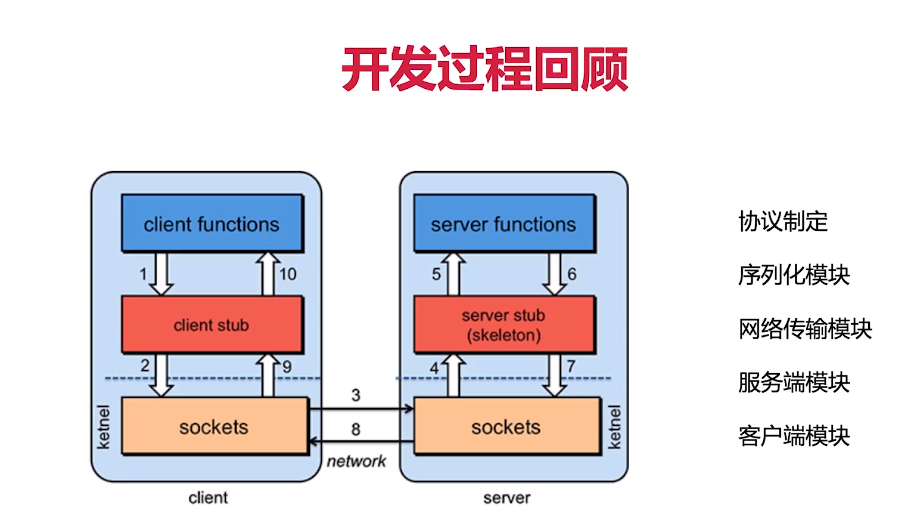 开发过程回顾
client functions
1
10
client stub
2
9
ketnel
sockets
client
3
8
network
server functions
5
6
server stub
(skeleton)
4
7
sockets
ketnel
server
协议制定
序列化模块
网络传输模块
服务端模块
客户端模块